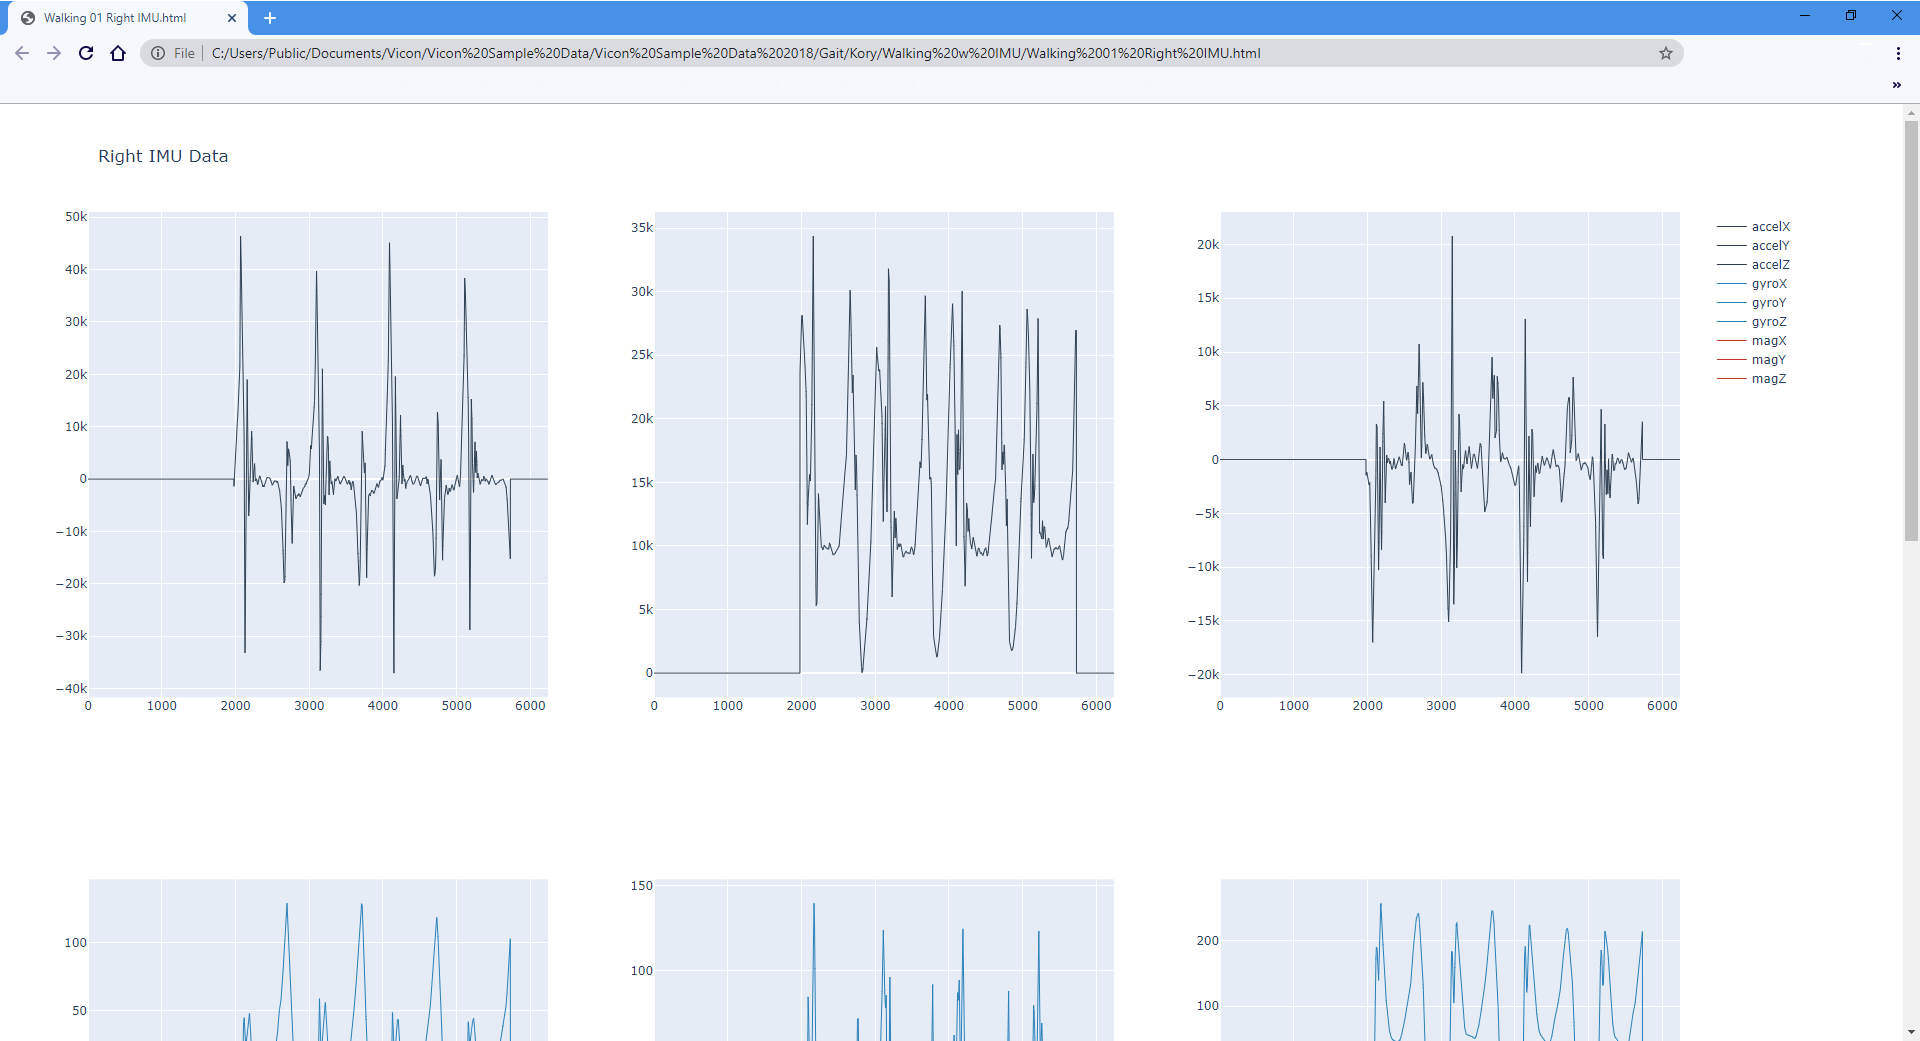 Walking 01 Right IMU.html
File C:/Users/Public/Documents/Vicon/Vicon%20Sample%20Data/Vicon%20Sample%20Data%202018/Gait/Kory/Walking%20w%20IMU/Walking%2001%20Right%20IMU.html
Right IMU Data
50k
40k
30k
20k
10k
0
−10k
−20k
−30k
−40k
0 1000 2000 3000 4000 5000 6000
35k
30k
25k
20k
15k
10k
5k
0
0 1000 2000 3000 4000 5000 6000
20k
15k
10k
5k
0
−5k
−10k
−15k
−20k
0 1000 2000 3000 4000 5000 6000
accelX
accelY
accelZ
gyroX
gyroY
gyroZ
magX
magY
magZ
100
50
150
100
200
100